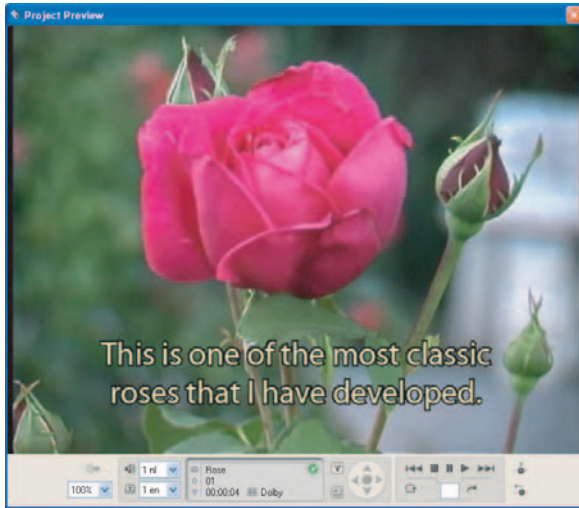 Project Preview
This is one of the most classic
roses that I have developed.
1 nl
Rose
01
100%
1 en
00:00:04
Dolby